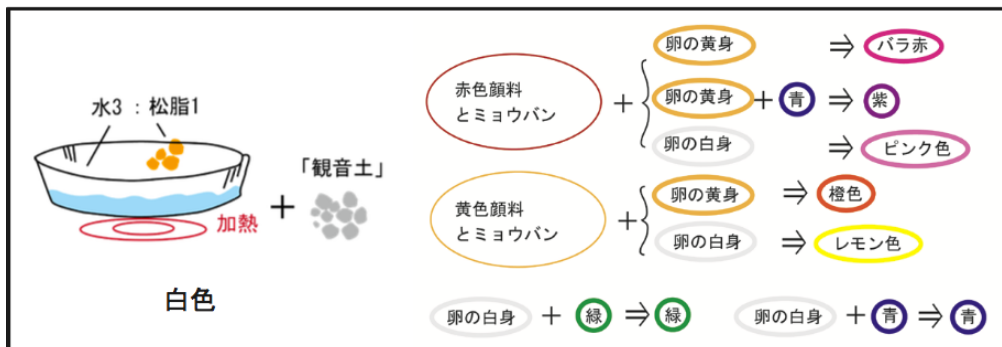 水3 : 松脂1
「観音土」
加熱
白色
赤色顔料
とミョウバン
+
卵の黄身 ⇒ バラ赤
卵の黄身 + 青 ⇒ 紫
卵の白身 ⇒ ピンク色
黄色顔料
とミョウバン
+
卵の黄身 ⇒ 橙色
卵の白身 ⇒ レモン色
卵の白身 + 緑 ⇒ 緑
卵の白身 + 青 ⇒ 青